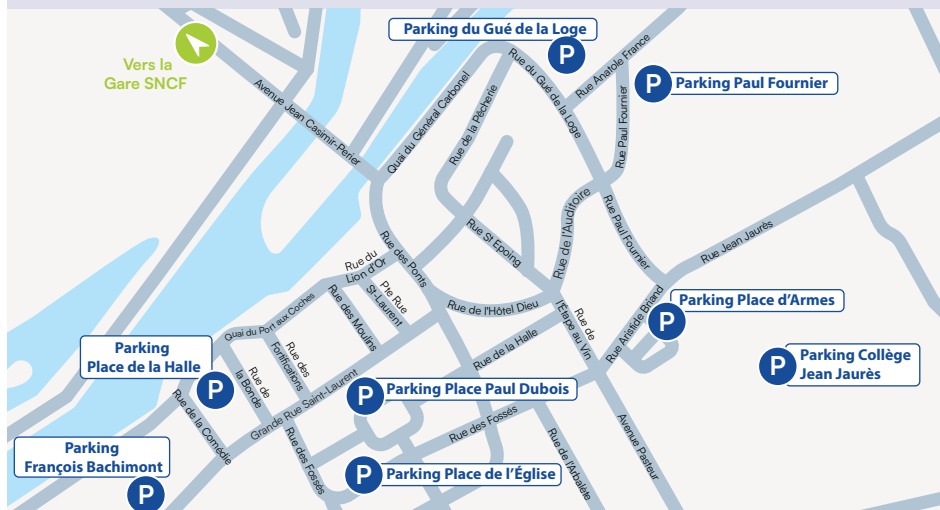 Parking du Gué de la Loge
P
Vers la
Gare SNCF
Rue Anatole France
P
Parking Paul Fournier
Avenue Jean Casimir-Perier
Quai du Général Carbonel
Rue de la Pêcherie
Rue du Gué de la Loge
Rue Paul Fournier
Rue de l'Auditoire
Rue Paul Fournier
Rue Jean Jaurès
Rue St Epoing
Rue des Ponts
Rue du
Lion d'Or
Pte Rue
St-Laurent
Rue des Moulins
Quai du Port aux Coches
Rue de l'Hôtel Dieu
Rue de
l'Étape au Vin
Rue Aristide Briand
Parking Place d'Armes
P
Parking
Place de la Halle
P
Rue des
Fortifications
Rue de
la Bonde
Rue de la Halle
P
Parking Collège
Jean Jaurès
P
Parking Place Paul Dubois
Grande Rue Saint-Laurent
Rue de la Comédie
Rue des Fossés
Rue des Fossés
Avenue Pasteur
Rue de l'Arbalète
Parking
François Bachimont
P
P
Parking Place de l'Église